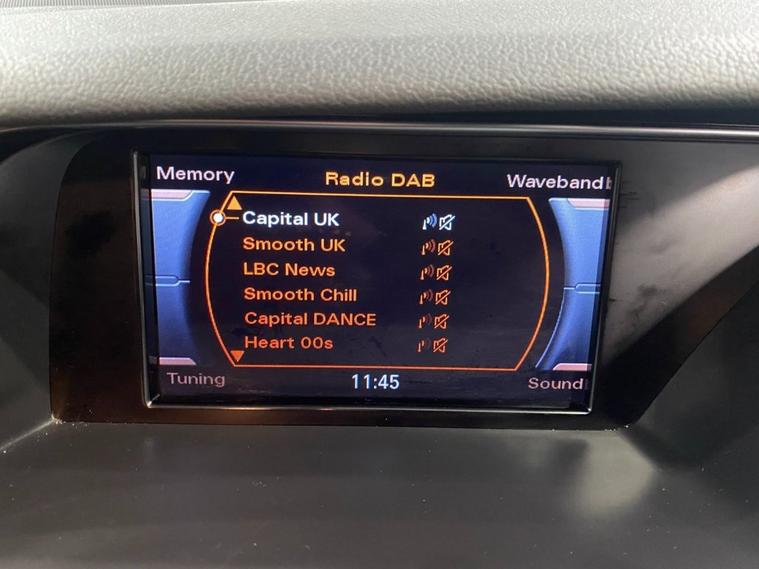 Memory Radio DAB Waveband
Capital UK
Smooth UK
LBC News
Smooth Chill
Capital DANCE
Heart 00s
Tuning 11:45 Sound